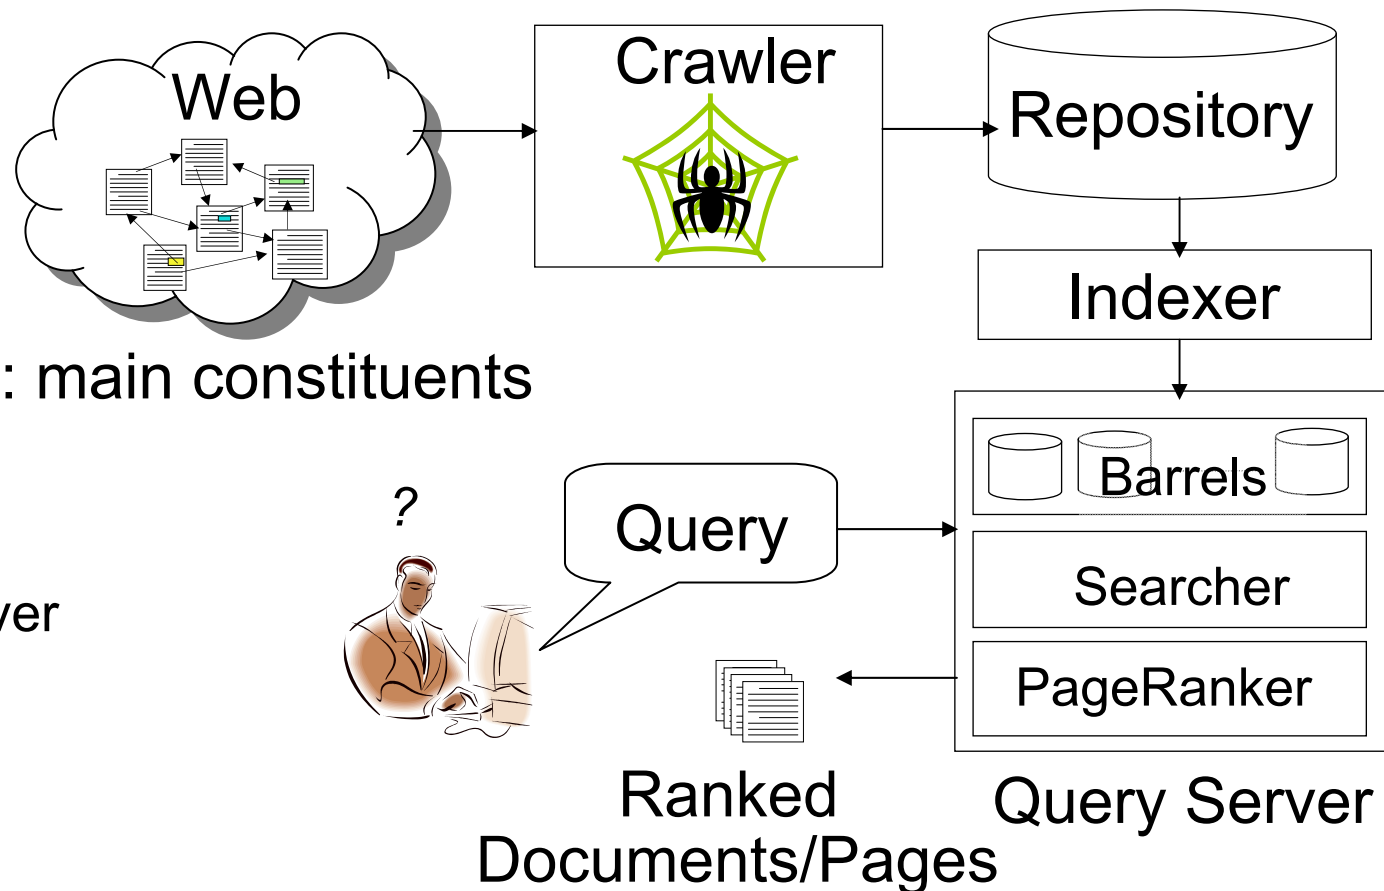 Web
Crawler
Repository
Indexer
: main constituents
Barrels
?
Query
Searcher
ver
PageRanker
Ranked
Documents/Pages
Query Server